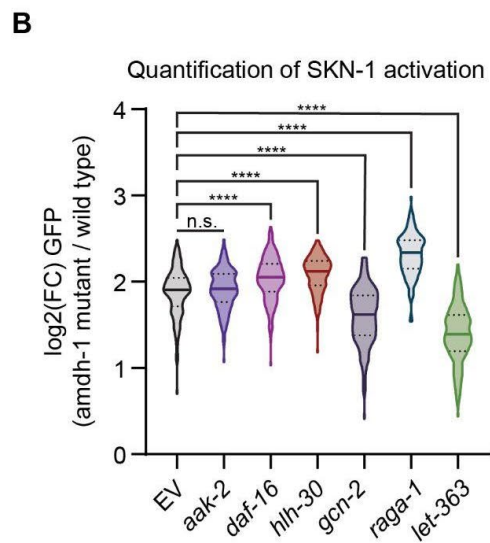 B
Quantification of SKN-1 activation
log2(FC) GFP
(amdh-1 mutant / wild type)
4
3
2
1
0
****
****
****
****
****
n.s.
EV
aak-2
daf-16
hlh-30
gcn-2
raga-1
let-363